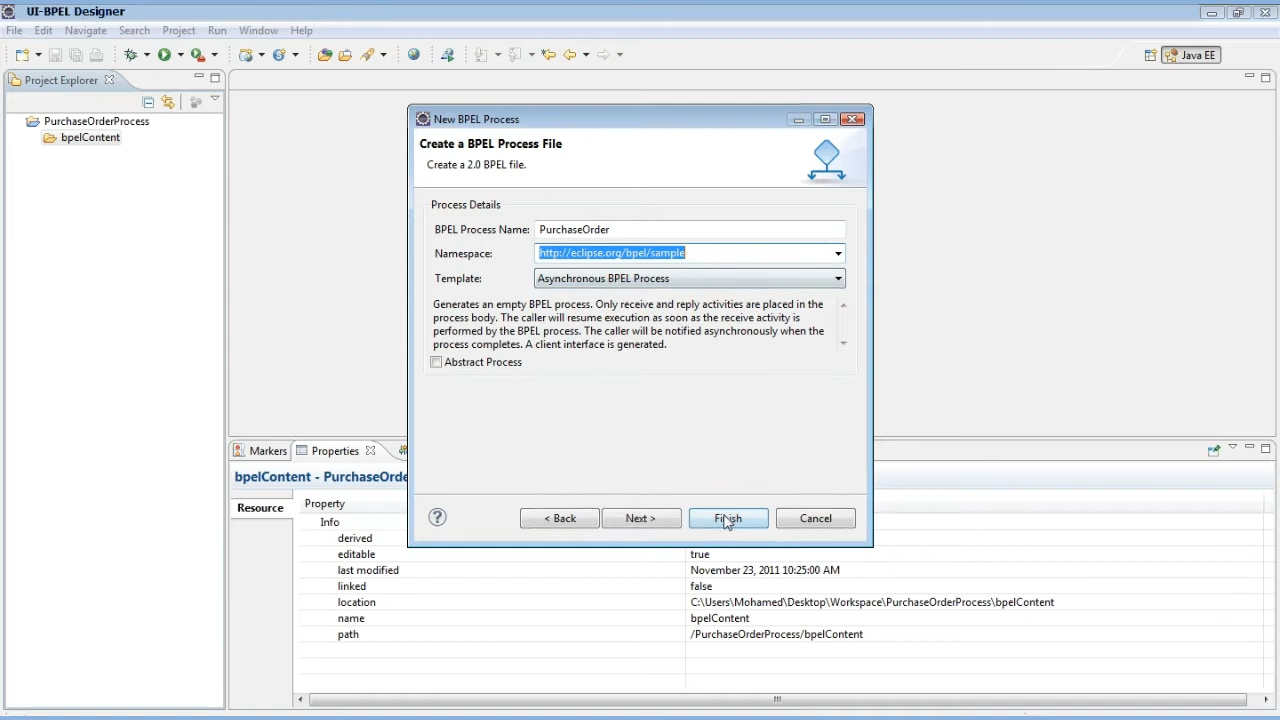 UI-BPEL Designer
File Edit Navigate Search Project Run Window Help
Java EE
Project Explorer
PurchaseOrderProcess
bpelContent
New BPEL Process
Create a BPEL Process File
Create a 2.0 BPEL file.
Process Details
BPEL Process Name: PurchaseOrder
Namespace: http://eclipse.org/bpel/sample
Template: Asynchronous BPEL Process
Generates an empty BPEL process. Only receive and reply activities are placed in the
process body. The caller will resume execution as soon as the receive activity is
performed by the BPEL process. The caller will be notified asynchronously when the
process completes. A client interface is generated.
Abstract Process
< Back Next > Finish Cancel
Markers Properties
bpelContent - PurchaseOrde
Resource
Property
Info
derived
editable true
last modified November 23, 2011 10:25:00 AM
linked false
location C:\Users\Mohamed\Desktop\Workspace\PurchaseOrderProcess\bpelContent
name bpelContent
path /PurchaseOrderProcess/bpelContent